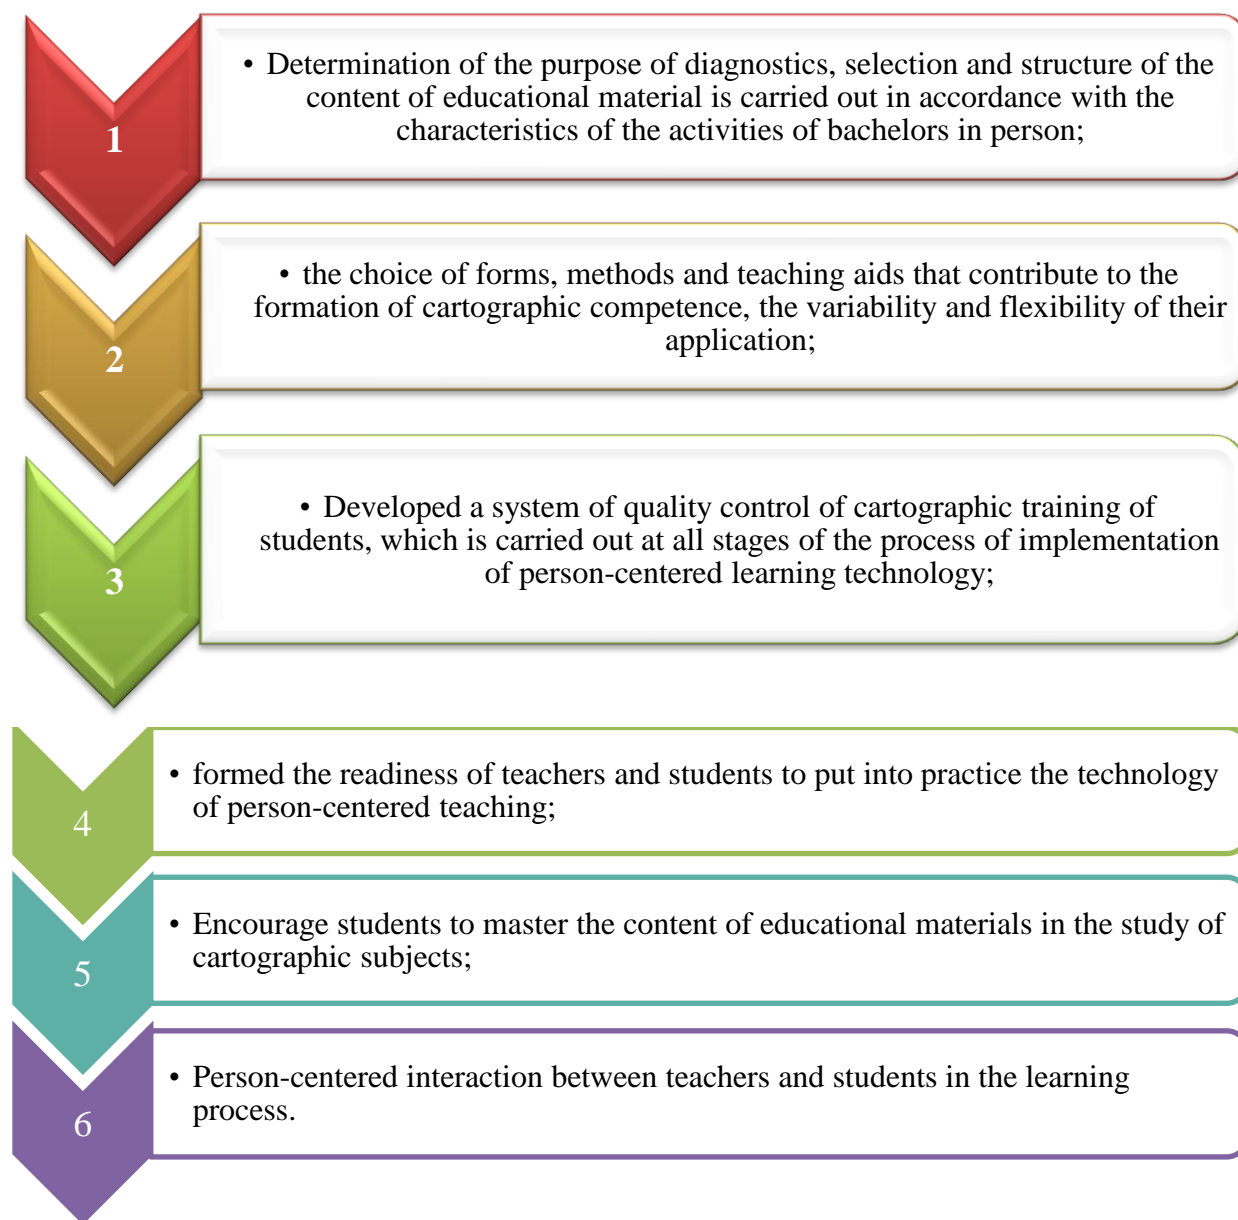 1
• Determination of the purpose of diagnostics, selection and structure of the
content of educational material is carried out in accordance with the
characteristics of the activities of bachelors in person;
2
• the choice of forms, methods and teaching aids that contribute to the
formation of cartographic competence, the variability and flexibility of their
application;
3
• Developed a system of quality control of cartographic training of
students, which is carried out at all stages of the process of implementation
of person-centered learning technology;
4
• formed the readiness of teachers and students to put into practice the technology
of person-centered teaching;
5
• Encourage students to master the content of educational materials in the study of
cartographic subjects;
6
• Person-centered interaction between teachers and students in the learning
process.